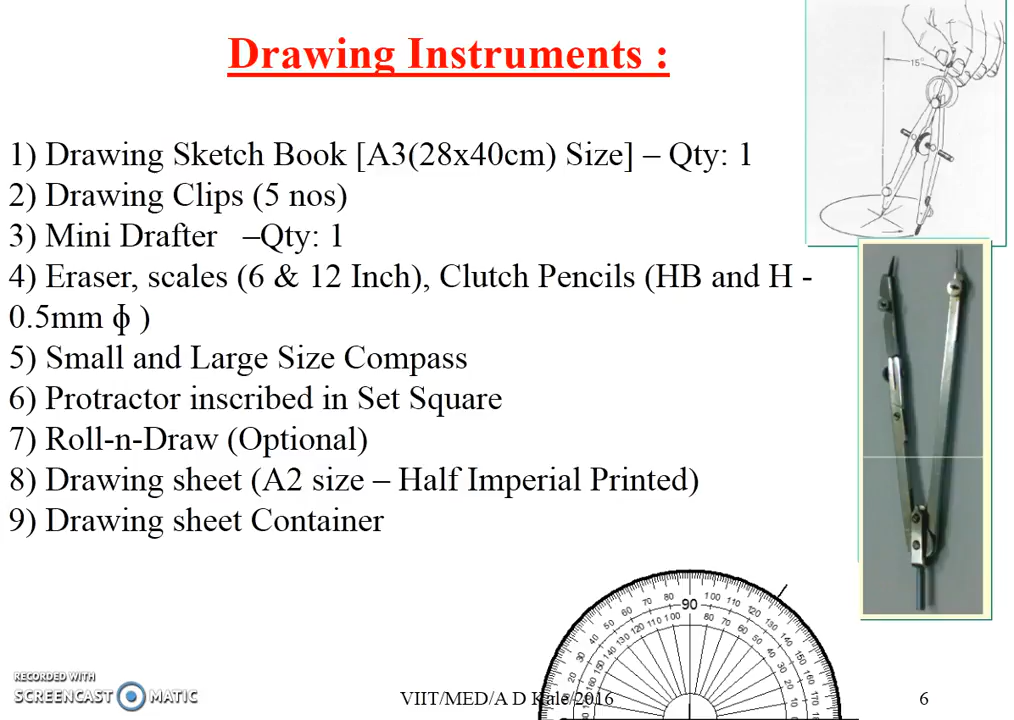 Drawing Instruments :
15°
1) Drawing Sketch Book [A3(28x40cm) Size] – Qty: 1
2) Drawing Clips (5 nos)
3) Mini Drafter –Qty: 1
4) Eraser, scales (6 & 12 Inch), Clutch Pencils (HB and H -
0.5mm ϕ )
5) Small and Large Size Compass
6) Protractor inscribed in Set Square
7) Roll-n-Draw (Optional)
8) Drawing sheet (A2 size – Half Imperial Printed)
9) Drawing sheet Container
90
RECORDED WITH
SCREENCAST MATIC
VIIT/MED/A D Kale/2016
6